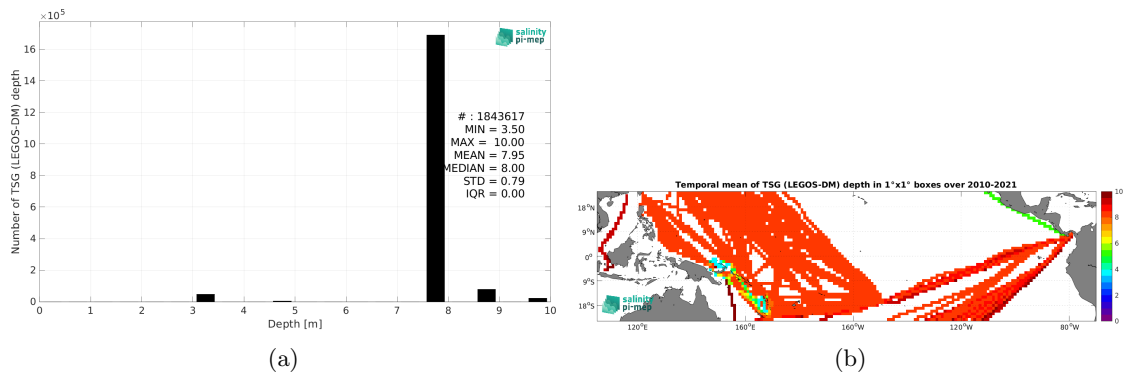 ×10⁵
16
14
12
10
8
6
4
2
0
Number of TSG (LEGOS-DM) depth
salinity
pi-mep
# : 1843617
MIN = 3.50
MAX = 10.00
MEAN = 7.95
MEDIAN = 8.00
STD = 0.79
IQR = 0.00
0 1 2 3 4 5 6 7 8 9 10
Depth [m]
(a)
Temporal mean of TSG (LEGOS-DM) depth in 1°x1° boxes over 2010-2021
18°N
9°N
0°
9°S
18°S
salinity
pi-mep
120°E 160°E 160°W 120°W 80°W
10
8
6
4
2
0
(b)